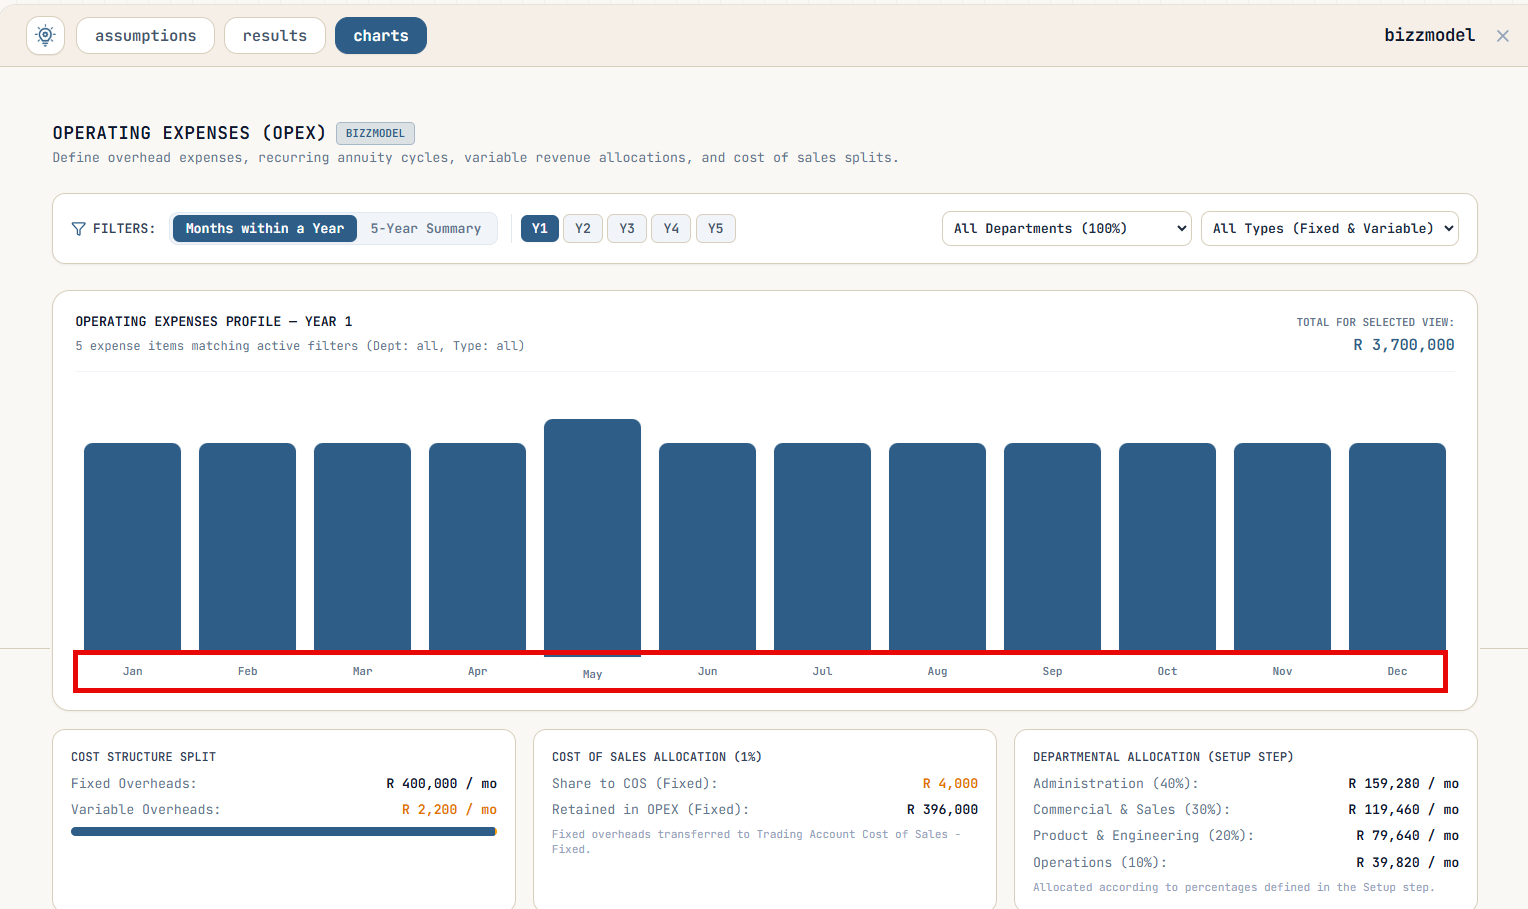 assumptions results charts bizzmodel
OPERATING EXPENSES (OPEX) BIZZMODEL
Define overhead expenses, recurring annuity cycles, variable revenue allocations, and cost of sales splits.
FILTERS: Months within a Year 5-Year Summary Y1 Y2 Y3 Y4 Y5 All Departments (100%) All Types (Fixed & Variable)
OPERATING EXPENSES PROFILE — YEAR 1
5 expense items matching active filters (Dept: all, Type: all)
TOTAL FOR SELECTED VIEW:
R 3,700,000
Jan Feb Mar Apr May Jun Jul Aug Sep Oct Nov Dec
COST STRUCTURE SPLIT
Fixed Overheads: R 400,000 / mo
Variable Overheads: R 2,200 / mo
COST OF SALES ALLOCATION (1%)
Share to COS (Fixed): R 4,000
Retained in OPEX (Fixed): R 396,000
Fixed overheads transferred to Trading Account Cost of Sales -
Fixed.
DEPARTMENTAL ALLOCATION (SETUP STEP)
Administration (40%): R 159,280 / mo
Commercial & Sales (30%): R 119,460 / mo
Product & Engineering (20%): R 79,640 / mo
Operations (10%): R 39,820 / mo
Allocated according to percentages defined in the Setup step.